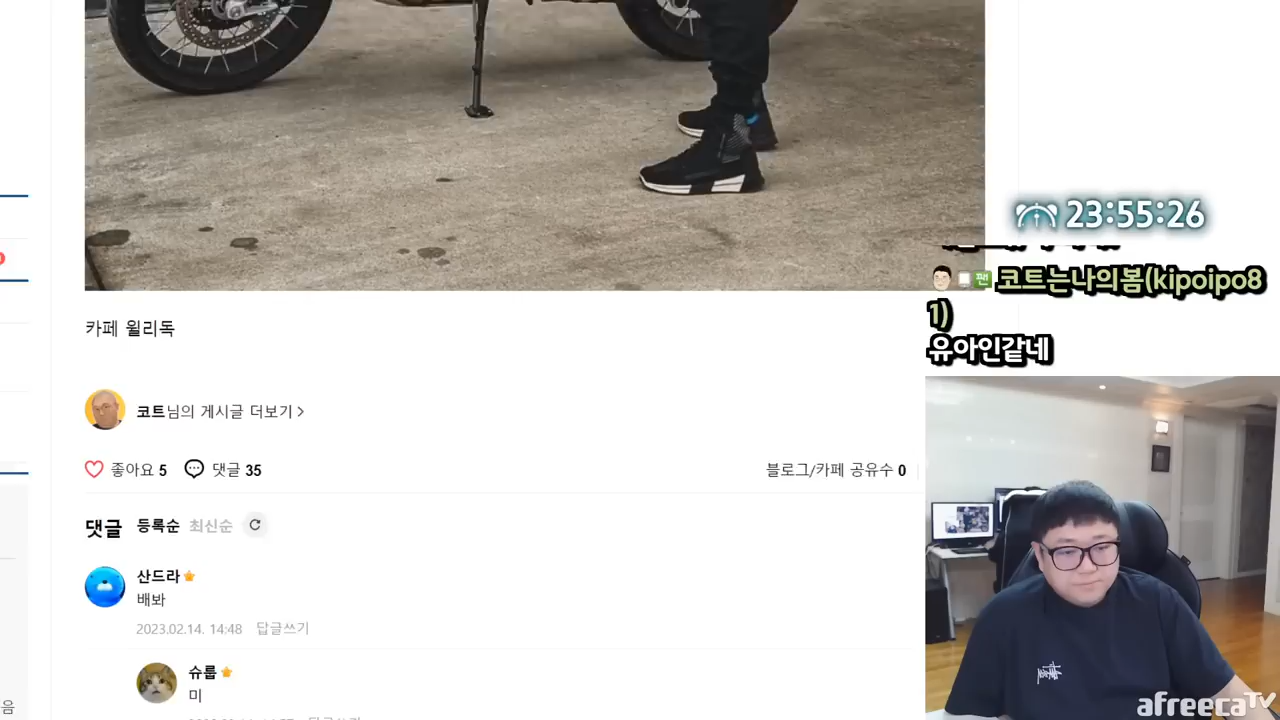 23:55:26
팬 코트는나의봄(kipoipo8
1)
유아인같네
카페 윌리독
코트님의 게시글 더보기 >
좋아요 5 댓글 35
블로그/카페 공유수 0
댓글 등록순 최신순
산드라
배봐
2023.02.14. 14:48 답글쓰기
슈룹
미
음
afreecaTV